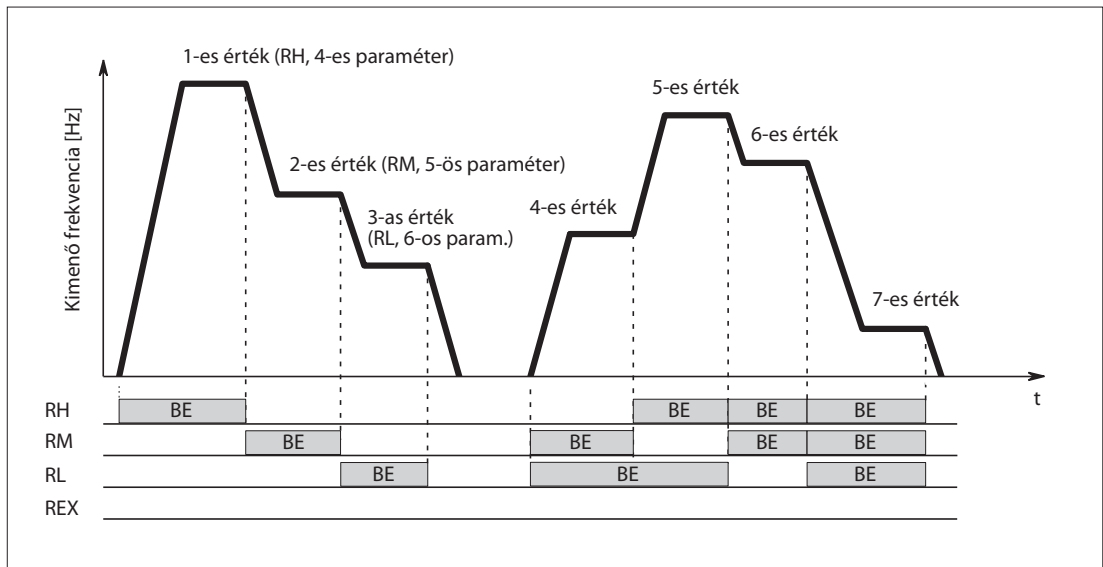 1-es érték (RH, 4-es paraméter)
2-es érték (RM, 5-ös paraméter)
3-as érték
(RL, 6-os param.)
4-es érték
5-es érték
6-es érték
7-es érték
Kimenő frekvencia [Hz]
t
RH BE BE BE BE
RM BE BE BE BE
RL BE BE BE
REX